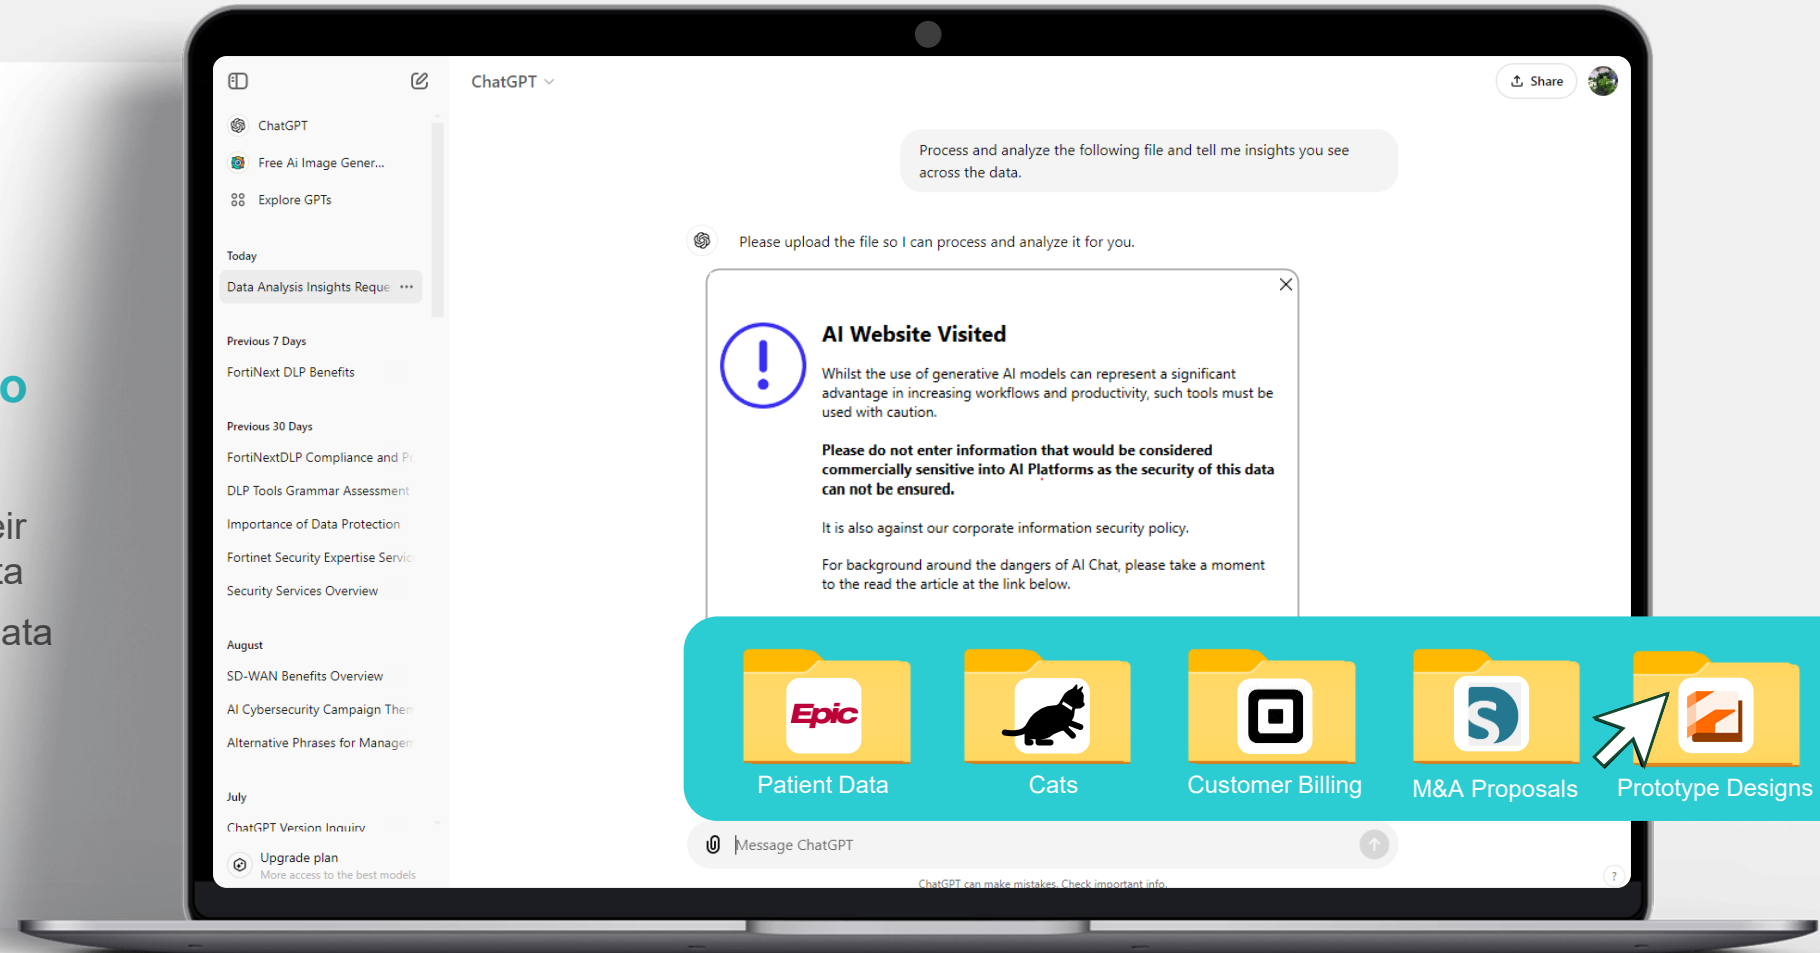 o
eir
ta
ata
ChatGPT
Free Ai Image Gener...
Explore GPTs
Today
Data Analysis Insights Reque
Previous 7 Days
FortiNext DLP Benefits
Previous 30 Days
FortiNextDLP Compliance and Pr
DLP Tools Grammar Assessment
Importance of Data Protection
Fortinet Security Expertise Servic
Security Services Overview
August
SD-WAN Benefits Overview
AI Cybersecurity Campaign Them
Alternative Phrases for Managem
July
ChatGPT Version Inquiry
Upgrade plan
More access to the best models
ChatGPT
Share
Process and analyze the following file and tell me insights you see
across the data.
Please upload the file so I can process and analyze it for you.
AI Website Visited
Whilst the use of generative AI models can represent a significant
advantage in increasing workflows and productivity, such tools must be
used with caution.
Please do not enter information that would be considered
commercially sensitive into AI Platforms as the security of this data
can not be ensured.
It is also against our corporate information security policy.
For background around the dangers of AI Chat, please take a moment
to the read the article at the link below.
Epic
S
Patient Data
Cats
Customer Billing
M&A Proposals
Prototype Designs
Message ChatGPT
ChatGPT can make mistakes. Check important info.
?